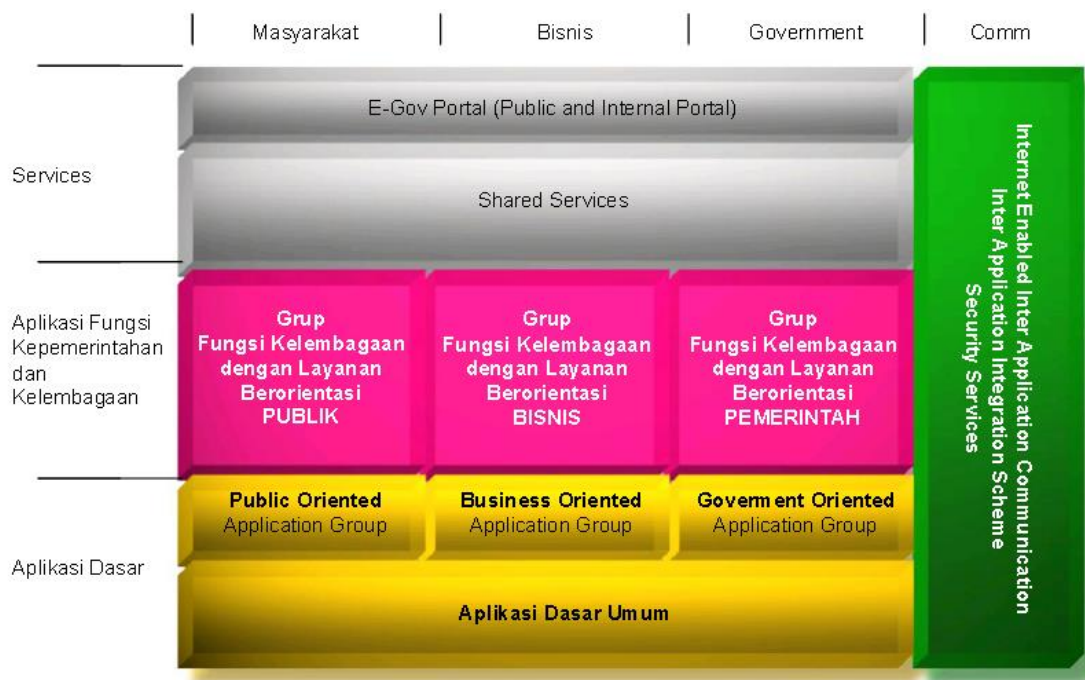 Masyarakat
Bisnis
Government
Comm
Services
E-Gov Portal (Public and Internal Portal)
Shared Services
Aplikasi Fungsi
Kepemerintahan
dan
Kelembagaan
Grup
Fungsi Kelembagaan
dengan Layanan
Berorientasi
PUBLIK
Grup
Fungsi Kelembagaan
dengan Layanan
Berorientasi
BISNIS
Grup
Fungsi Kelembagaan
dengan Layanan
Berorientasi
PEMERINTAH
Aplikasi Dasar
Public Oriented
Application Group
Business Oriented
Application Group
Goverment Oriented
Application Group
Aplikasi Dasar Umum
Internet Enabled Inter Application Communication
Inter Application Integration Scheme
Security Services